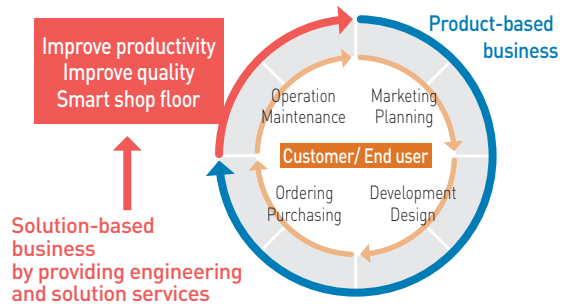 Product-based
business
Improve productivity
Improve quality
Smart shop floor
Operation
Maintenance
Marketing
Planning
Customer/ End user
Ordering
Purchasing
Development
Design
Solution-based
business
by providing engineering
and solution services